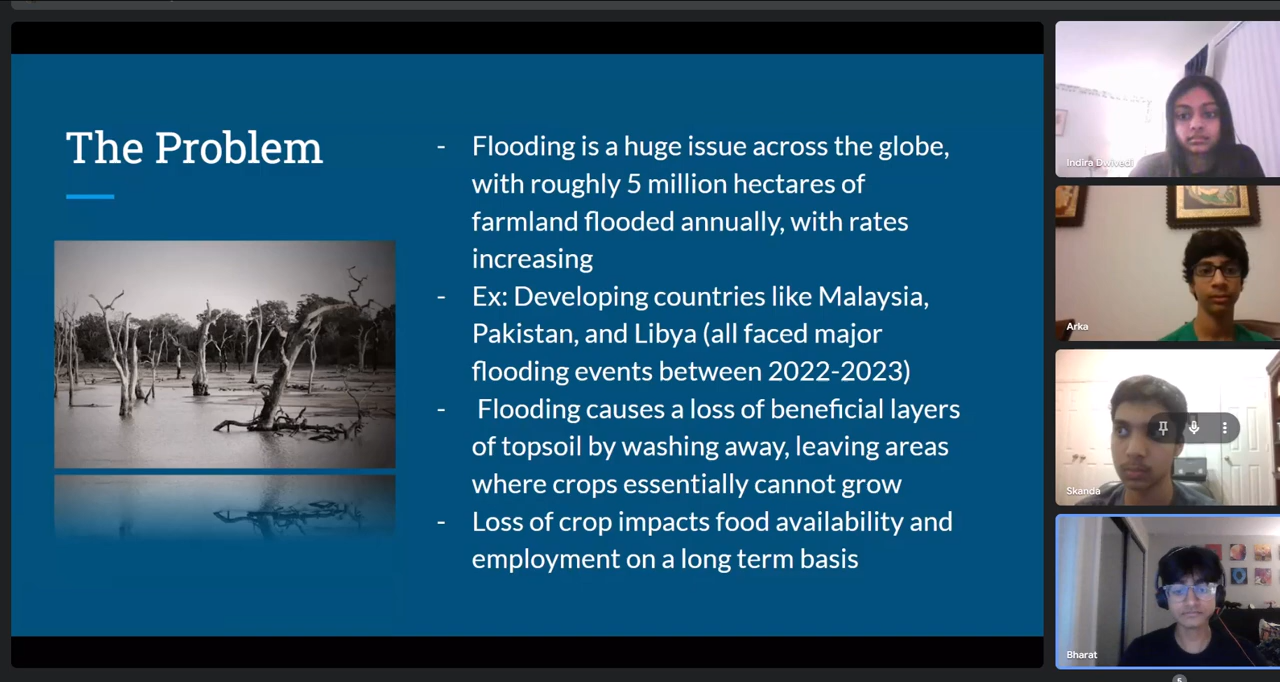 The Problem
- Flooding is a huge issue across the globe,
with roughly 5 million hectares of
farmland flooded annually, with rates
increasing
- Ex: Developing countries like Malaysia,
Pakistan, and Libya (all faced major
flooding events between 2022-2023)
- Flooding causes a loss of beneficial layers
of topsoil by washing away, leaving areas
where crops essentially cannot grow
- Loss of crop impacts food availability and
employment on a long term basis
Indira Dwivedi
Arka
Skanda
Bharat
5